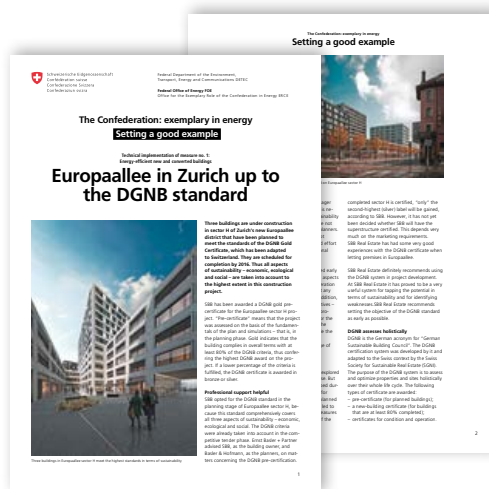 Schweizerische Eidgenossenschaft
Confédération suisse
Confederazione Svizzera
Confederaziun svizra
Federal Department of the Environment,
Transport, Energy and Communications DETEC
Federal Office of Energy FOE
Office for the Exemplary Role of the Confederation in Energy
The Confederation: exemplary in energy
Setting a good example
Technical implementation of measure no. 1:
Energy-efficient new and converted buildings
Europaallee in Zurich up to
the DGNB standard
Three buildings are under construction
in sector H of Zurich's new Europaallee
district that have been planned to
meet the standards of the DGNB Gold
Certificate, which has been adapted
to Switzerland. They are scheduled for
completion by 2016. Thus all aspects
of sustainability – economic, ecological
and social – are taken into account to
the highest extent in this construction
project.
SBB has been awarded a DGNB gold pre-
certificate for the Europaallee sector H pro-
ject. "Pre-certificate" means that the project
was assessed on the basis of the fundamen-
tals of the plan and simulations – that is, in
the planning phase. Gold indicates that the
building complies in overall terms with at
least 80% of the DGNB criteria, thus confer-
ring the highest DGNB award on the pro-
ject. If a lower percentage of the criteria is
fulfilled, the DGNB certificate is awarded in
bronze or silver.
Professional support helpful
SBB opted for the DGNB standard in the
planning stage of Europaallee sector H, be-
cause this standard comprehensively covers
all three aspects of sustainability – economic,
ecological and social. The DGNB criteria
were already taken into account in the com-
petitive tender phase. Ernst Basler + Partner
advised SBB, as the building owner, and
Bader & Hofmann, as the planners, on mat-
ters concerning the DGNB pre-certification.
Three buildings in Europaallee sector H meet the highest standards in terms of sustainability
1
The Confederation: exemplary in energy
Setting a good example
Europaallee sector H
completed sector H is certified, "only" the
second-highest (silver) label will be gained,
according to SBB. However, it has not yet
been decided whether SBB will have the
superstructure certified. This depends very
much on the marketing requirements.
SBB Real Estate has had some very good
experiences with the DGNB certificate when
letting premises in Europaallee.
SBB Real Estate definitely recommends using
the DGNB system in project development.
At SBB Real Estate it has proved to be a very
useful system for tapping the potential in
terms of sustainability and for identifying
weaknesses. SBB Real Estate recommends
setting the objective of the DGNB standard
as early as possible.
DGNB assesses holistically
DGNB is the German acronym for "German
Sustainable Building Council". The DGNB
certification system was developed by it and
adapted to the Swiss context by the Swiss
Society for Sustainable Real Estate (SGNI).
The purpose of the DGNB system is to assess
and optimize properties and sites holistically
over their whole life cycle. The following
types of certificate are awarded:
– pre-certificate (for planned buildings);
– a new-building certificate (for buildings
that are at least 80% completed);
– certificates for condition and operation.
2